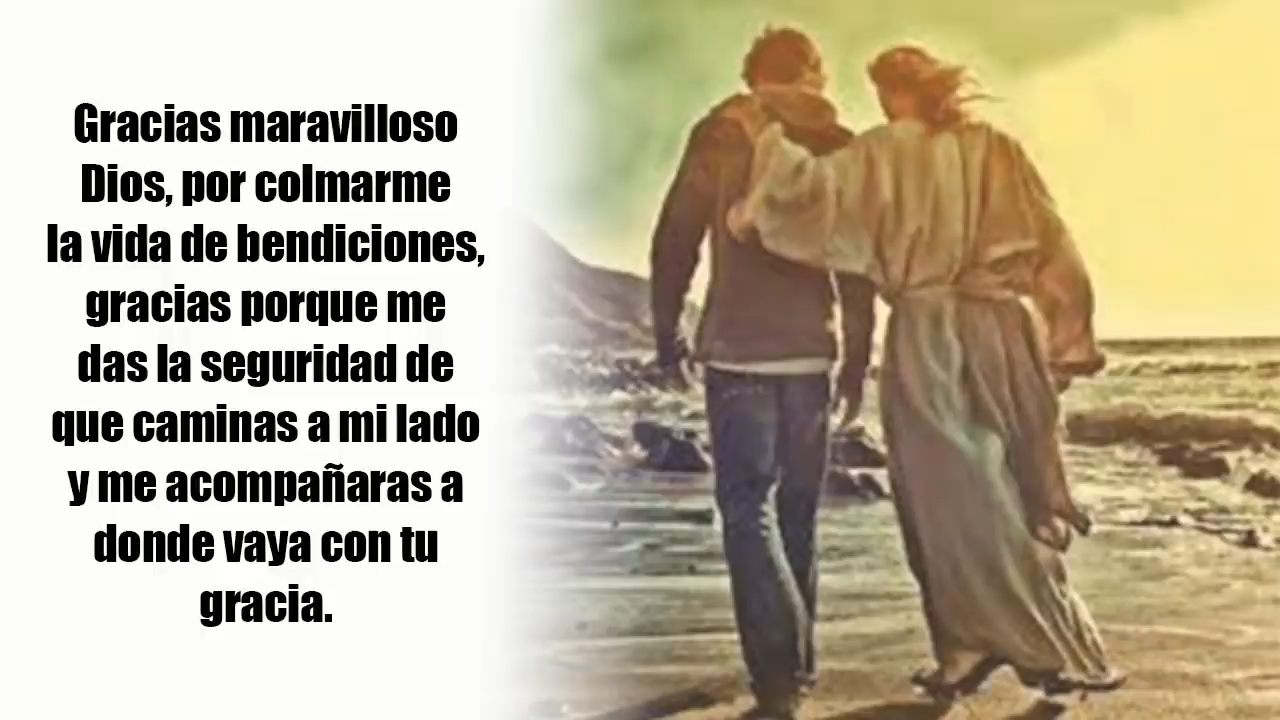 Gracias maravilloso
Dios, por colmarme
la vida de bendiciones,
gracias porque me
das la seguridad de
que caminas a mi lado
y me acompañaras a
donde vaya con tu
gracia.